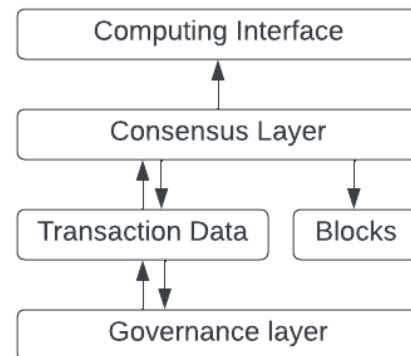 Computing Interface
Consensus Layer
Transaction Data
Blocks
Governance layer